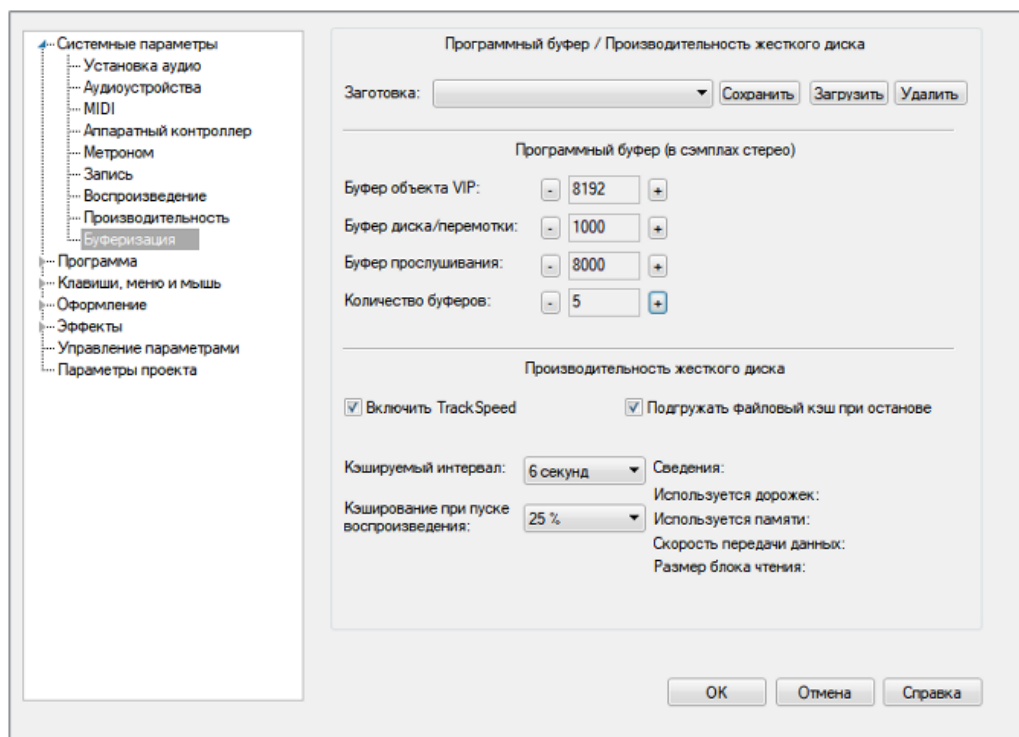 Системные параметры
Установка аудио
Аудиоустройства
MIDI
Аппаратный контроллер
Метроном
Запись
Воспроизведение
Производительность
Буферизация
Программа
Клавиши, меню и мышь
Оформление
Эффекты
Управление параметрами
Параметры проекта
Программный буфер / Производительность жесткого диска
Заготовка: Сохранить Загрузить Удалить
Программный буфер (в сэмплах стерео)
Буфер объекта VIP: - 8192 +
Буфер диска/перемотки: - 1000 +
Буфер прослушивания: - 8000 +
Количество буферов: - 5 +
Производительность жесткого диска
Включить TrackSpeed Подгружать файловый кэш при останове
Кэшируемый интервал: 6 секунд Сведения:
Используется дорожек:
Кэширование при пуске
воспроизведения: 25 % Используется памяти:
Скорость передачи данных:
Размер блока чтения:
OK Отмена Справка